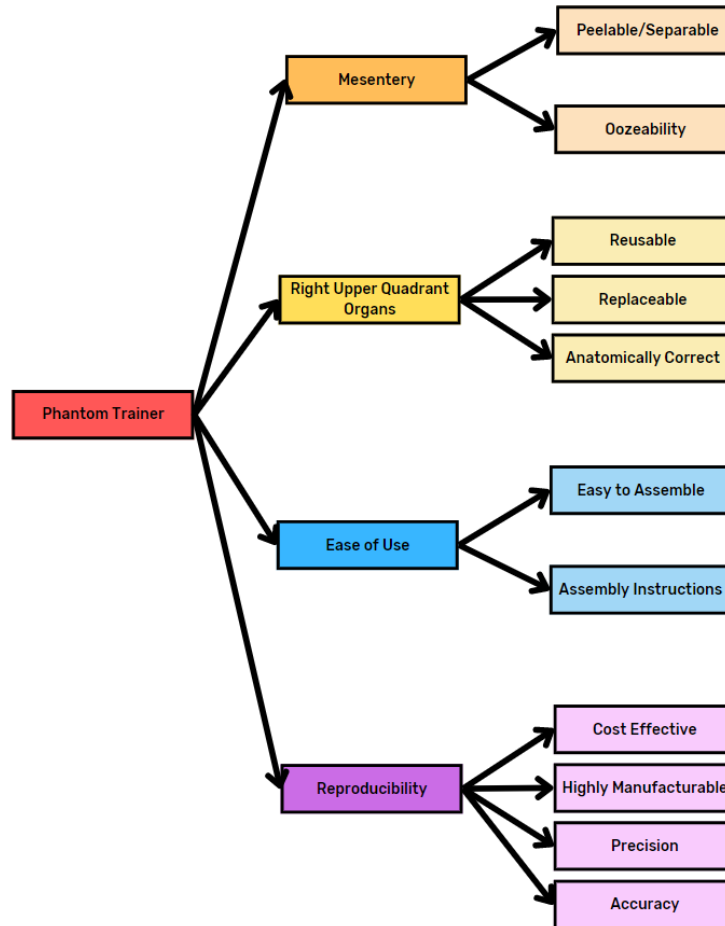 Peelable/Separable
Mesentery
Oozeability
Reusable
Right Upper Quadrant
Organs
Replaceable
Anatomically Correct
Phantom Trainer
Easy to Assemble
Ease of Use
Assembly Instructions
Cost Effective
Reproducibility
Highly Manufacturable
Precision
Accuracy